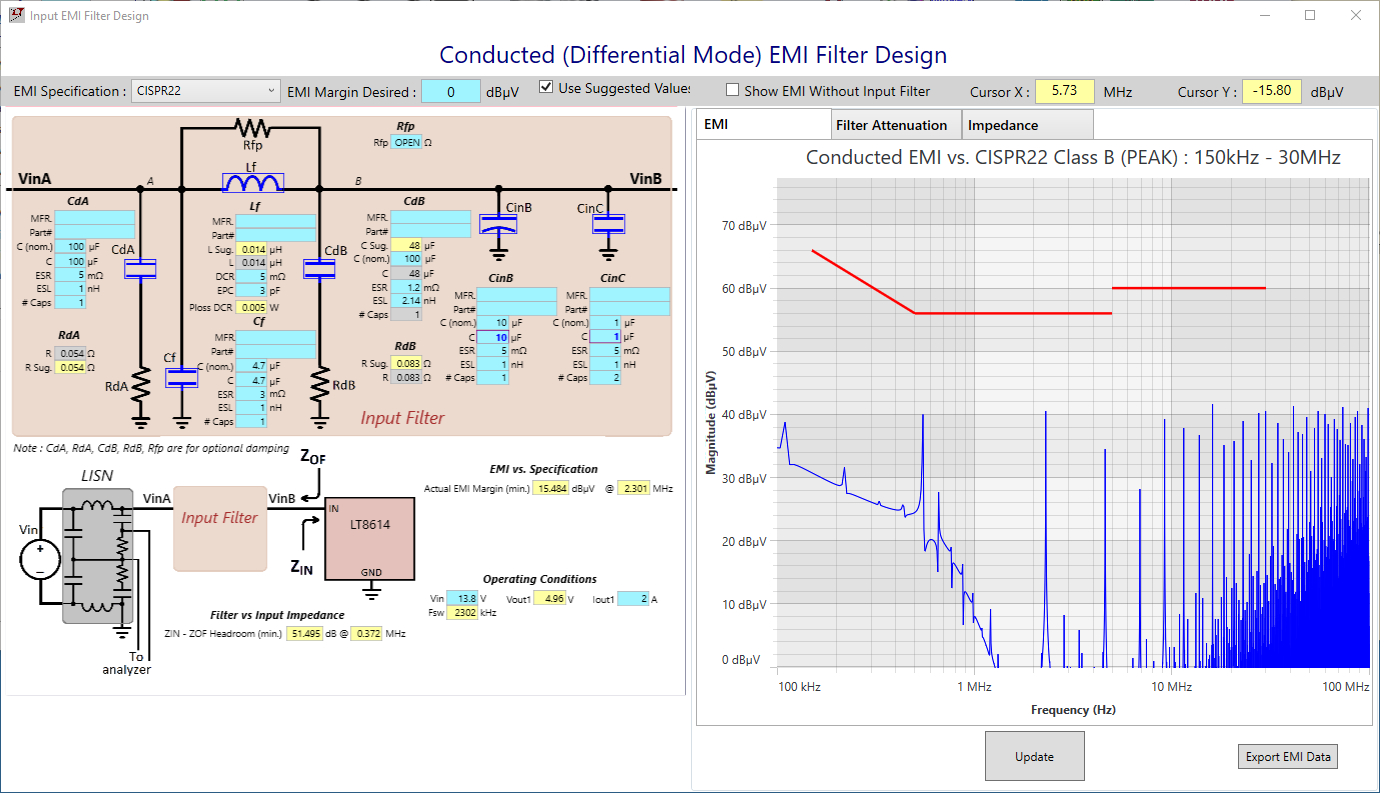 Input EMI Filter Design
Conducted (Differential Mode) EMI Filter Design
EMI Specification : CISPR22 EMI Margin Desired : 0 dBµV Use Suggested Values Show EMI Without Input Filter Cursor X : 5.73 MHz Cursor Y : -15.80 dBµV
Rfp
Rfp OPEN Ω
Rfp
Lf
VinA A B VinB
CdA
MFR.
Part#
C (nom.) 100 µF
C 100 µF
ESR 5 mΩ
ESL 1 nH
# Caps 1
CdA
Lf
MFR.
Part#
L Sug. 0.014 µH
L 0.014 µH
DCR 5 mΩ
EPC 3 pF
Ploss DCR 0.005 W
CdB
CdB
MFR.
Part#
C Sug. 48 µF
C (nom.) 100 µF
C 48 µF
ESR 1.2 mΩ
ESL 2.14 nH
# Caps 1
CinB
CinC
CinB
MFR.
Part#
C (nom.) 10 µF
C 10 µF
ESR 5 mΩ
ESL 1 nH
# Caps 1
CinC
MFR.
Part#
C (nom.) 1 µF
C 1 µF
ESR 5 mΩ
ESL 1 nH
# Caps 2
RdA
R 0.054 Ω
R Sug. 0.054 Ω
RdA
Cf
Cf
MFR.
Part#
C (nom.) 4.7 µF
C 4.7 µF
ESR 3 mΩ
ESL 1 nH
# Caps 1
RdB
RdB
R Sug. 0.083 Ω
R 0.083 Ω
Input Filter
Note : CdA, RdA, CdB, RdB, Rfp are for optional damping
LISN
Vin
VinA
Input Filter
VinB
ZOF
ZIN
IN
LT8614
GND
To
analyzer
EMI vs. Specification
Actual EMI Margin (min.) 15.484 dBµV @ 2.301 MHz
Operating Conditions
Vin 13.8 V Vout1 4.96 V Iout1 2 A
Fsw 2302 kHz
Filter vs Input Impedance
ZIN - ZOF Headroom (min.) 51.495 dB @ 0.372 MHz
EMI Filter Attenuation Impedance
Conducted EMI vs. CISPR22 Class B (PEAK) : 150kHz - 30MHz
Magnitude (dBµV)
70 dBµV
60 dBµV
50 dBµV
40 dBµV
30 dBµV
20 dBµV
10 dBµV
0 dBµV
100 kHz 1 MHz 10 MHz 100 MHz
Frequency (Hz)
Update
Export EMI Data